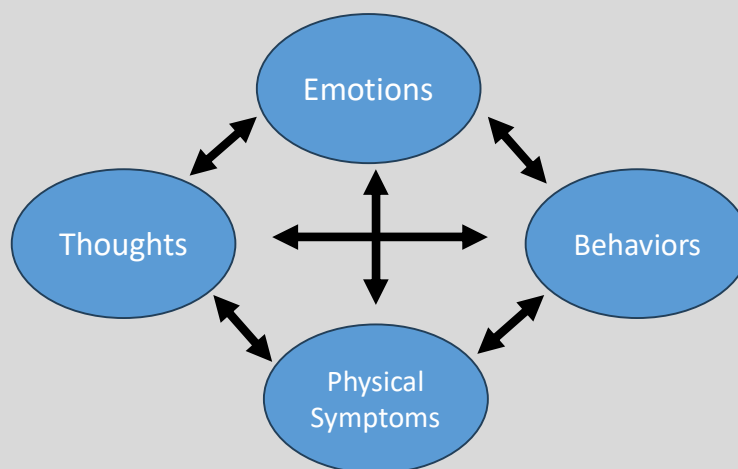 Emotions
Thoughts
Behaviors
Physical
Symptoms